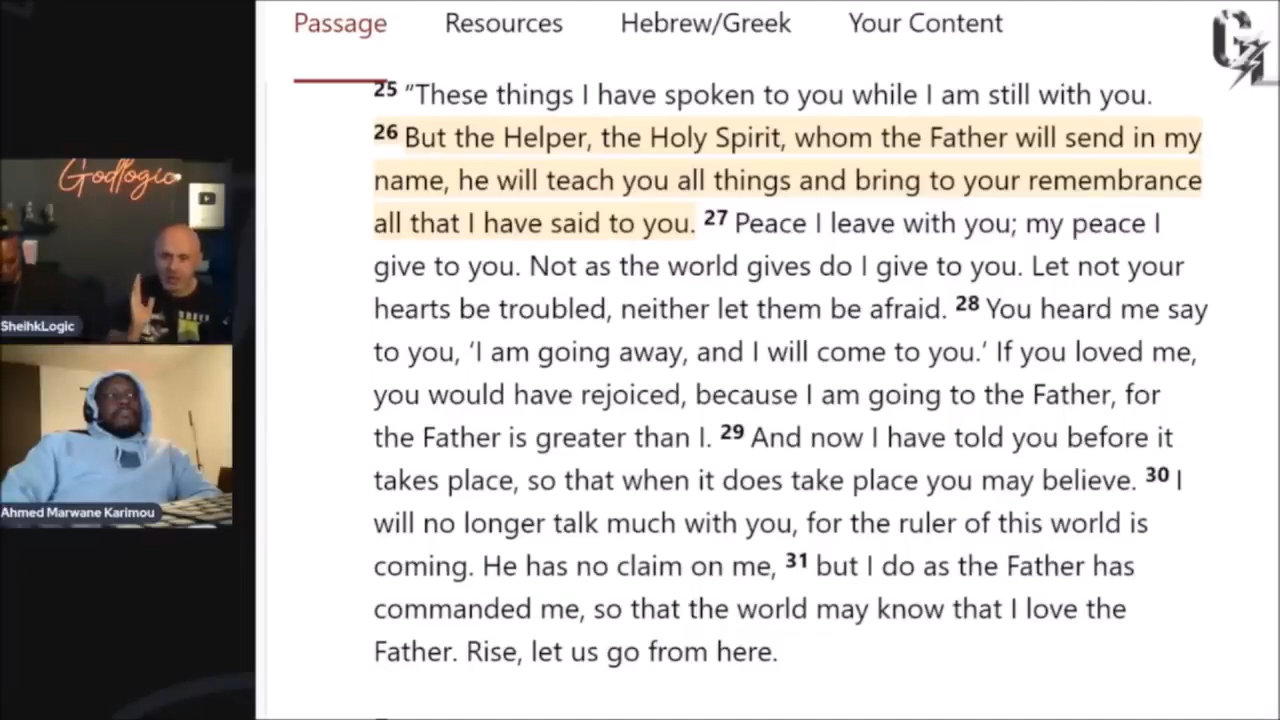 Passage Resources Hebrew/Greek Your Content
25 "These things I have spoken to you while I am still with you.
26 But the Helper, the Holy Spirit, whom the Father will send in my
name, he will teach you all things and bring to your remembrance
all that I have said to you. 27 Peace I leave with you; my peace I
give to you. Not as the world gives do I give to you. Let not your
hearts be troubled, neither let them be afraid. 28 You heard me say
to you, ‘I am going away, and I will come to you.’ If you loved me,
you would have rejoiced, because I am going to the Father, for
the Father is greater than I. 29 And now I have told you before it
takes place, so that when it does take place you may believe. 30 I
will no longer talk much with you, for the ruler of this world is
coming. He has no claim on me, 31 but I do as the Father has
commanded me, so that the world may know that I love the
Father. Rise, let us go from here.
Godlogic
SheihkLogic
Ahmed Marwane Karimou
GL